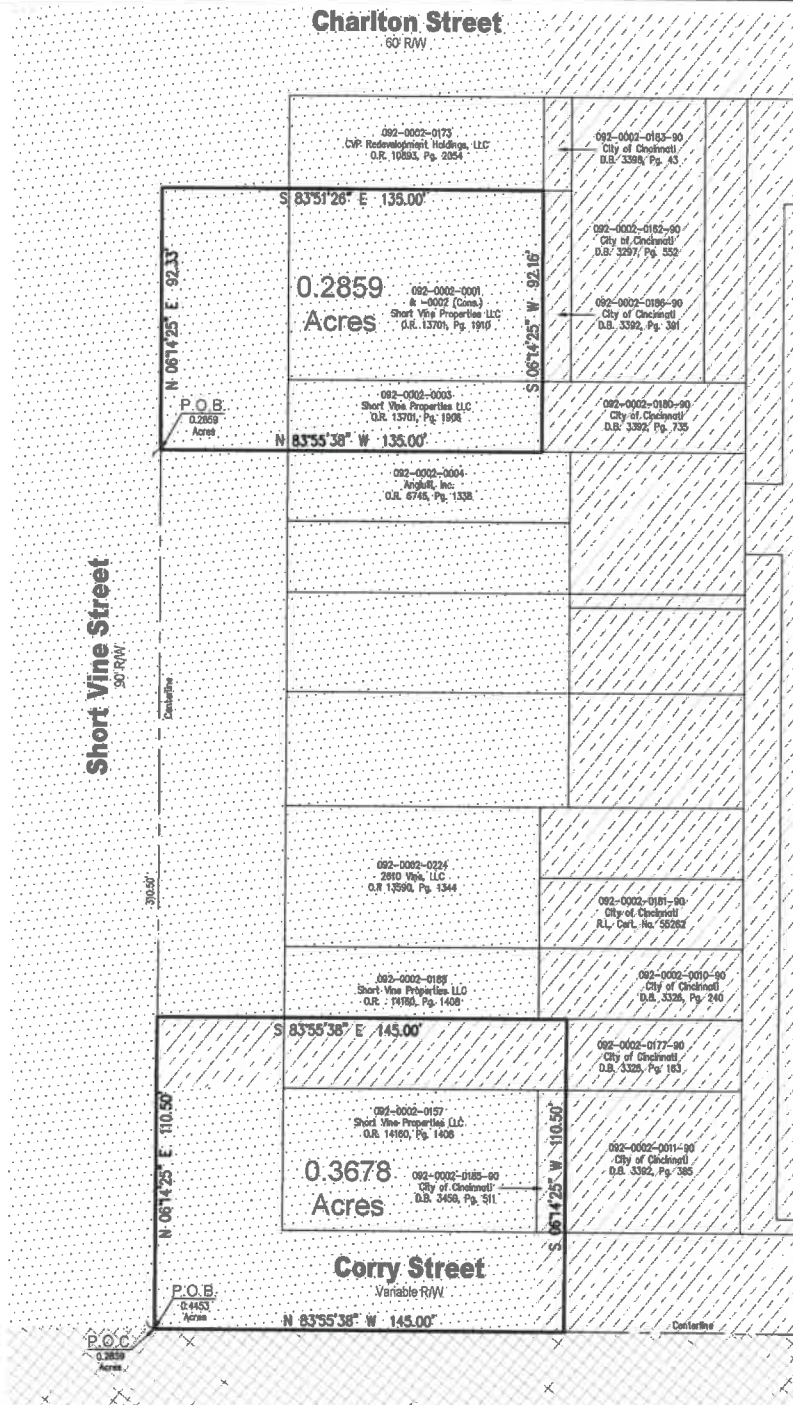 Charlton Street
60' R/W
092-0002-0173
CVP Redevelopment Holdings, LLC
O.R. 10893, Pg. 2054
092-0002-0183-90
City of Cincinnati
D.B. 3398, Pg. 43
S 83°51'26" E 135.00'
N 06°14'25" E 92.33'
0.2859
Acres
092-0002-0001
& -0002 (Cons.)
Short Vine Properties LLC
O.R. 13701, Pg. 1910
S 06°14'25" W 92.16'
092-0002-0162-90
City of Cincinnati
D.B. 3297, Pg. 552
092-0002-0186-90
City of Cincinnati
D.B. 3392, Pg. 391
P.O.B.
0.2859
Acres
092-0002-0003
Short Vine Properties LLC
O.R. 13701, Pg. 1908
092-0002-0180-90
City of Cincinnati
D.B. 3392, Pg. 735
N 83°55'38" W 135.00'
092-0002-0004
Angiulli, Inc.
O.R. 6745, Pg. 1338
Short Vine Street
90' R/W
Centerline
310.50'
092-0002-0224
2610 Vine, LLC
O.R 13590, Pg. 1344
092-0002-0181-90
City of Cincinnati
R.L. Cert. No. 55262
092-0002-0188
Short Vine Properties LLC
O.R. : 14160, Pg. 1408
092-0002-0010-90
City of Cincinnati
D.B. 3326, Pg. 240
S 83°55'38" E 145.00'
092-0002-0177-90
City of Cincinnati
D.B. 3326, Pg. 163
N 06°14'25" E 110.50'
092-0002-0157
Short Vine Properties LLC
O.R. 14160, Pg. 1408
0.3678
Acres
092-0002-0185-90
City of Cincinnati
D.B. 3459, Pg. 511
S 06°14'25" W 110.50'
092-0002-0011-90
City of Cincinnati
D.B. 3392, Pg. 385
Corry Street
Variable R/W
P.O.B.
0.4453
Acres
N 83°55'38" W 145.00'
Centerline
P.O.C.
0.2859
Acres